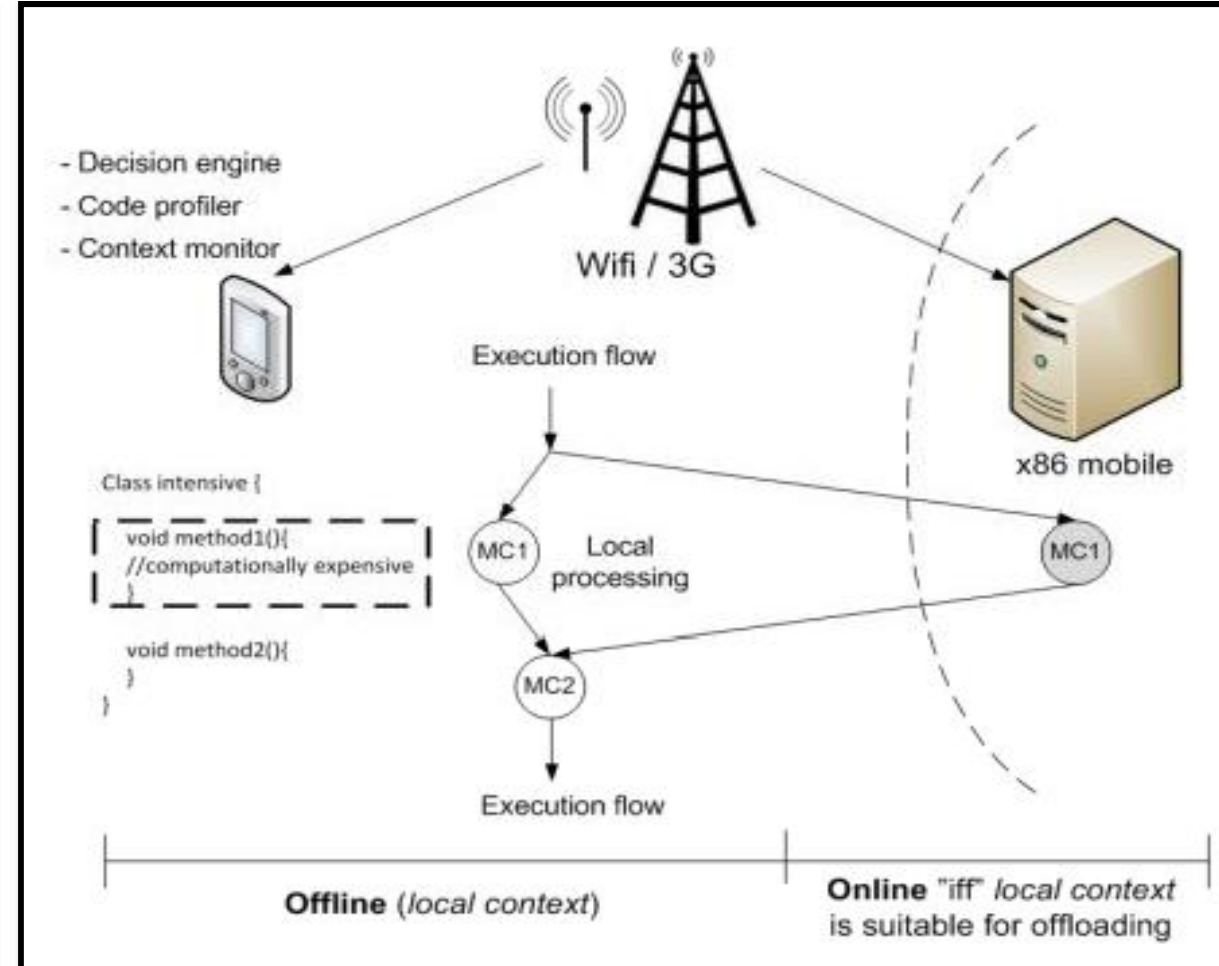 - Decision engine
- Code profiler
- Context monitor
Wifi / 3G
x86 mobile
Execution flow
Class intensive {
void method1(){
//computationally expensive
}
void method2(){
}
}
MC1
Local
processing
MC1
MC2
Execution flow
Offline (local context)
Online "iff" local context
is suitable for offloading